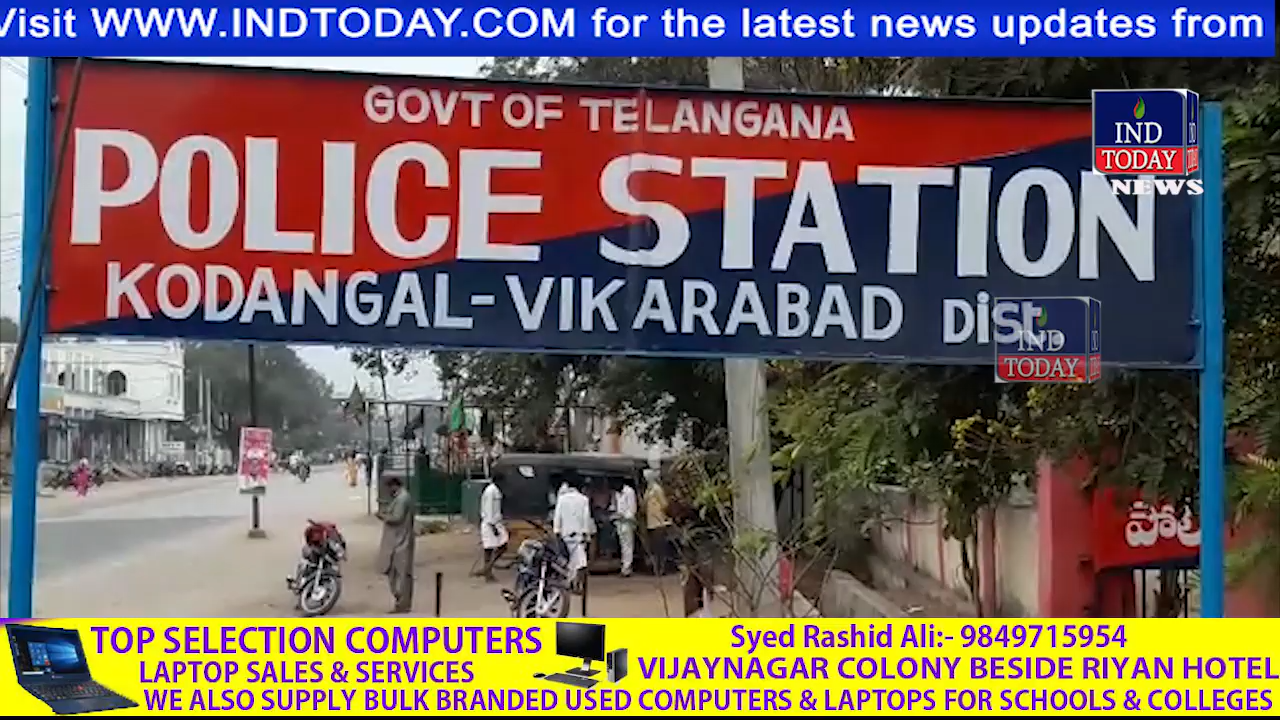 Visit WWW.INDTODAY.COM for the latest news updates from
GOVT OF TELANGANA
POLICE STATION
KODANGAL-VIKARABAD Dist
IND
TODAY
NEWS
IND
TODAY
TOP SELECTION COMPUTERS
LAPTOP SALES & SERVICES
Syed Rashid Ali:- 9849715954
VIJAYNAGAR COLONY BESIDE RIYAN HOTEL
WE ALSO SUPPLY BULK BRANDED USED COMPUTERS & LAPTOPS FOR SCHOOLS & COLLEGES